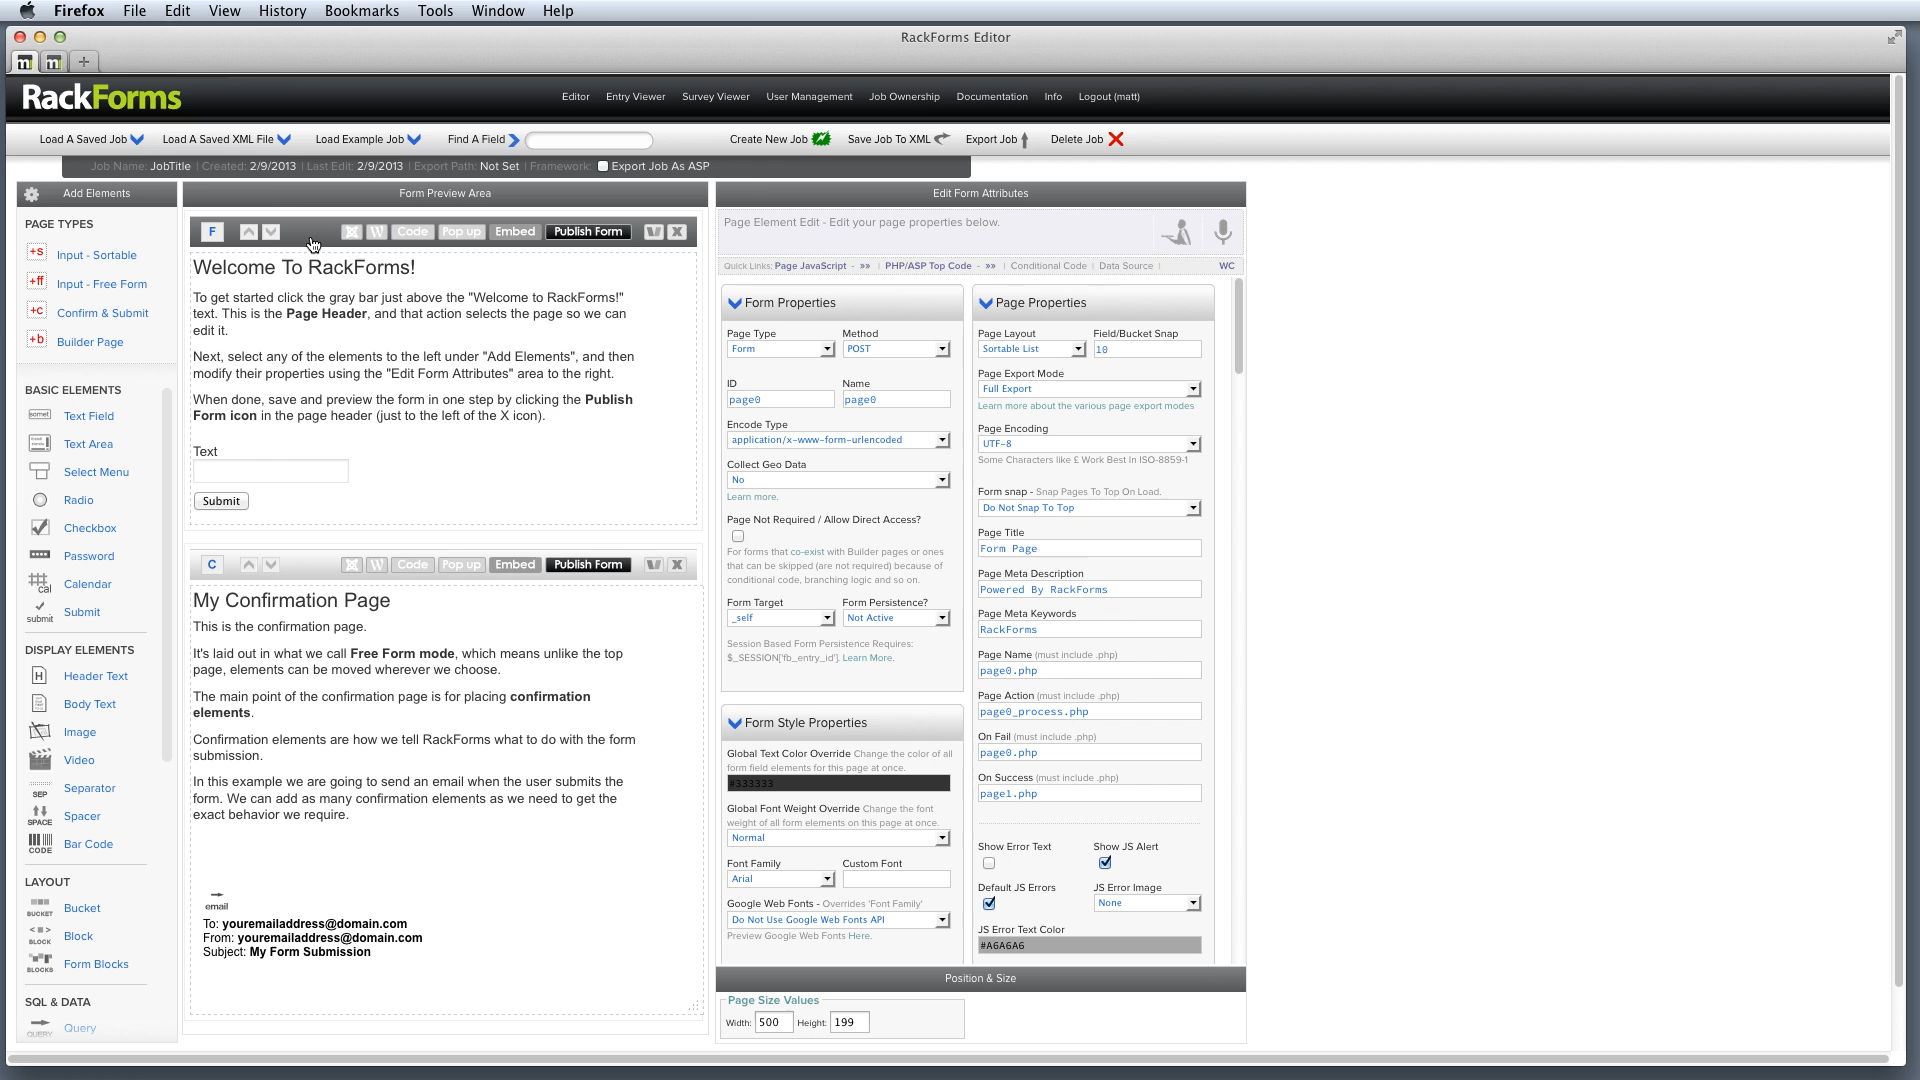 Firefox File Edit View History Bookmarks Tools Window Help
RackForms Editor
RackForms
Editor Entry Viewer Survey Viewer User Management Job Ownership Documentation Info Logout (matt)
Load A Saved Job Load A Saved XML File Load Example Job Find A Field Create New Job Save Job To XML Export Job Delete Job
Job Name: JobTitle | Created: 2/9/2013 | Last Edit: 2/9/2013 | Export Path: Not Set | Framework: Export Job As ASP
Add Elements
PAGE TYPES
+s Input - Sortable
+ff Input - Free Form
+c Confirm & Submit
+b Builder Page
BASIC ELEMENTS
Text Field
Text Area
Select Menu
Radio
Checkbox
Password
cal Calendar
submit Submit
DISPLAY ELEMENTS
H Header Text
Body Text
Image
Video
SEP Separator
SPACE Spacer
CODE Bar Code
LAYOUT
BUCKET Bucket
BLOCK Block
BLOCKS Form Blocks
SQL & DATA
QUERY Query
Form Preview Area
F W Code Pop up Embed Publish Form X
Welcome To RackForms!
To get started click the gray bar just above the "Welcome to RackForms!"
text. This is the Page Header, and that action selects the page so we can
edit it.
Next, select any of the elements to the left under "Add Elements", and then
modify their properties using the "Edit Form Attributes" area to the right.
When done, save and preview the form in one step by clicking the Publish
Form icon in the page header (just to the left of the X icon).
Text
Submit
C W Code Pop up Embed Publish Form X
My Confirmation Page
This is the confirmation page.
It's laid out in what we call Free Form mode, which means unlike the top
page, elements can be moved wherever we choose.
The main point of the confirmation page is for placing confirmation
elements.
Confirmation elements are how we tell RackForms what to do with the form
submission.
In this example we are going to send an email when the user submits the
form. We can add as many confirmation elements as we need to get the
exact behavior we require.
email
To: youremailaddress@domain.com
From: youremailaddress@domain.com
Subject: My Form Submission
Edit Form Attributes
Page Element Edit - Edit your page properties below.
Quick Links: Page JavaScript - »» | PHP/ASP Top Code - »» | Conditional Code | Data Source | WC
Form Properties
Page Type Method
Form POST
ID Name
page0 page0
Encode Type
application/x-www-form-urlencoded
Collect Geo Data
No
Learn more.
Page Not Required / Allow Direct Access?
For forms that co-exist with Builder pages or ones
that can be skipped (are not required) because of
conditional code, branching logic and so on.
Form Target Form Persistence?
_self Not Active
Session Based Form Persistence Requires:
$_SESSION['fb_entry_id']. Learn More.
Form Style Properties
Global Text Color Override Change the color of all
form field elements for this page at once.
#333333
Global Font Weight Override Change the font
weight of all form elements on this page at once.
Normal
Font Family Custom Font
Arial
Google Web Fonts - Overrides 'Font Family'
Do Not Use Google Web Fonts API
Preview Google Web Fonts Here.
Page Properties
Page Layout Field/Bucket Snap
Sortable List 10
Page Export Mode
Full Export
Learn more about the various page export modes
Page Encoding
UTF-8
Some Characters like £ Work Best In ISO-8859-1
Form snap - Snap Pages To Top On Load.
Do Not Snap To Top
Page Title
Form Page
Page Meta Description
Powered By RackForms
Page Meta Keywords
RackForms
Page Name (must include .php)
page0.php
Page Action (must include .php)
page0_process.php
On Fail (must include .php)
page0.php
On Success (must include .php)
page1.php
Show Error Text Show JS Alert
Default JS Errors JS Error Image
None
JS Error Text Color
#A6A6A6
Position & Size
Page Size Values
Width: 500 Height: 199